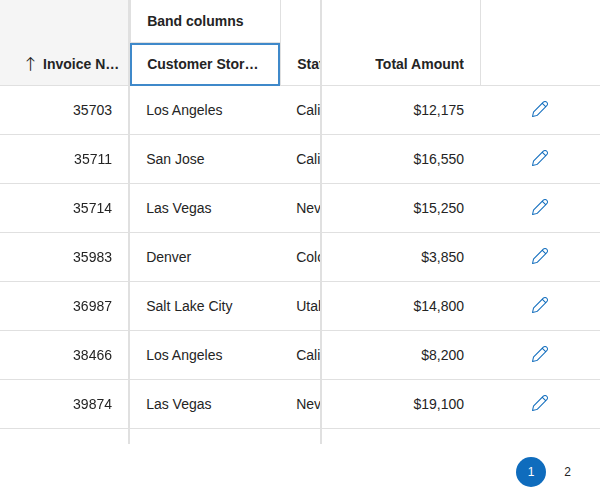 Band columns
Invoice N... Customer Stor... Sta Total Amount
35703 Los Angeles Cali $12,175
35711 San Jose Cali $16,550
35714 Las Vegas Nev $15,250
35983 Denver Colo $3,850
36987 Salt Lake City Utal $14,800
38466 Los Angeles Cali $8,200
39874 Las Vegas Nev $19,100
1 2